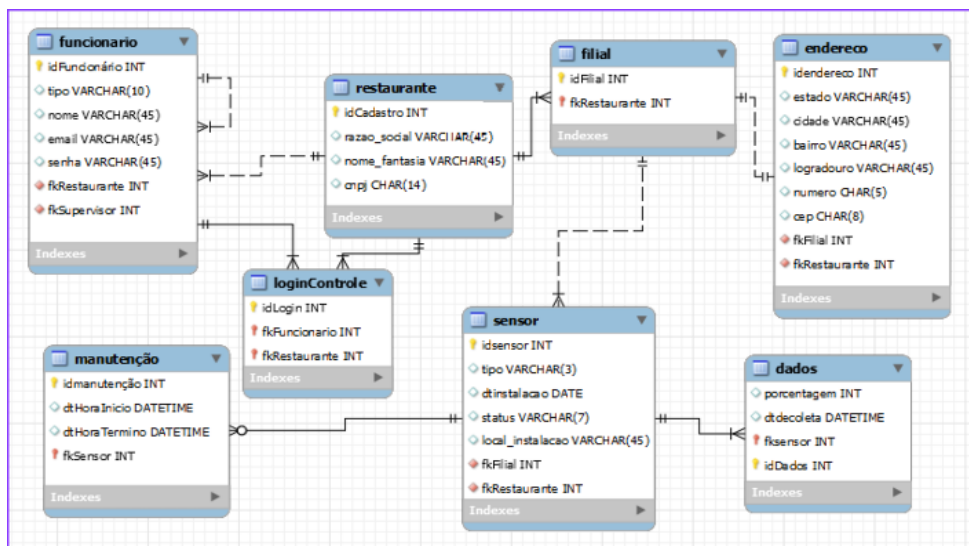 funcionario
idFuncionário INT
tipo VARCHAR(10)
nome VARCHAR(45)
email VARCHAR(45)
senha VARCHAR(45)
fkRestaurante INT
fkSupervisor INT
Indexes
restaurante
idCadastro INT
razao_social VARCHAR(45)
nome_fantasia VARCHAR(45)
cnpj CHAR(14)
Indexes
filial
idFilial INT
fkRestaurante INT
Indexes
endereco
idendereco INT
estado VARCHAR(45)
cidade VARCHAR(45)
bairro VARCHAR(45)
logradouro VARCHAR(45)
numero CHAR(5)
cep CHAR(8)
fkFilial INT
fkRestaurante INT
Indexes
loginControle
idLogin INT
fkFuncionario INT
fkRestaurante INT
Indexes
manutenção
idmanutenção INT
dtHoraInicio DATETIME
dtHoraTermino DATETIME
fkSensor INT
Indexes
sensor
idsensor INT
tipo VARCHAR(3)
dtinstalacao DATE
status VARCHAR(7)
local_instalacao VARCHAR(45)
fkFilial INT
fkRestaurante INT
Indexes
dados
porcentagem INT
dtdecoleta DATETIME
fksensor INT
idDados INT
Indexes